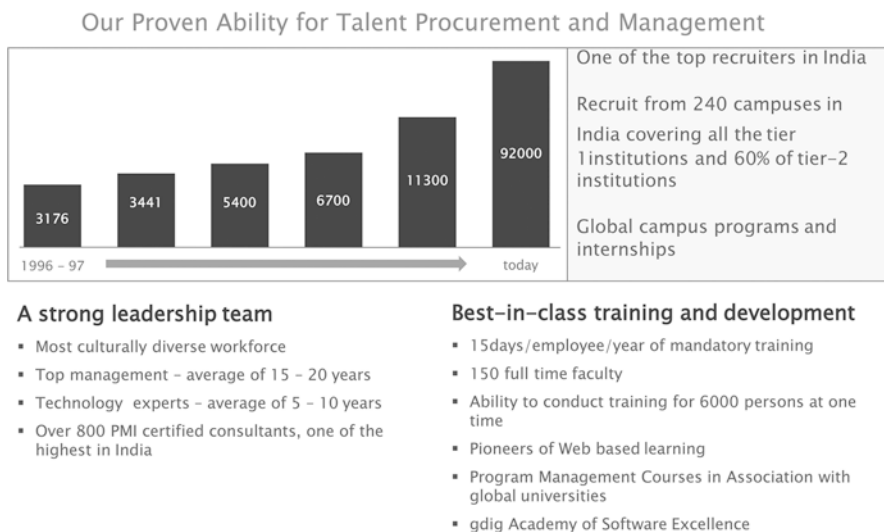 Our Proven Ability for Talent Procurement and Management
3176
3441
5400
6700
11300
92000
1996 – 97
today
One of the top recruiters in India
Recruit from 240 campuses in
India covering all the tier
1institutions and 60% of tier-2
institutions
Global campus programs and
internships
A strong leadership team
▪ Most culturally diverse workforce
▪ Top management – average of 15 – 20 years
▪ Technology experts – average of 5 – 10 years
▪ Over 800 PMI certified consultants, one of the
highest in India
Best-in-class training and development
▪ 15days/employee/year of mandatory training
▪ 150 full time faculty
▪ Ability to conduct training for 6000 persons at one
time
▪ Pioneers of Web based learning
▪ Program Management Courses in Association with
global universities
▪ gdig Academy of Software Excellence